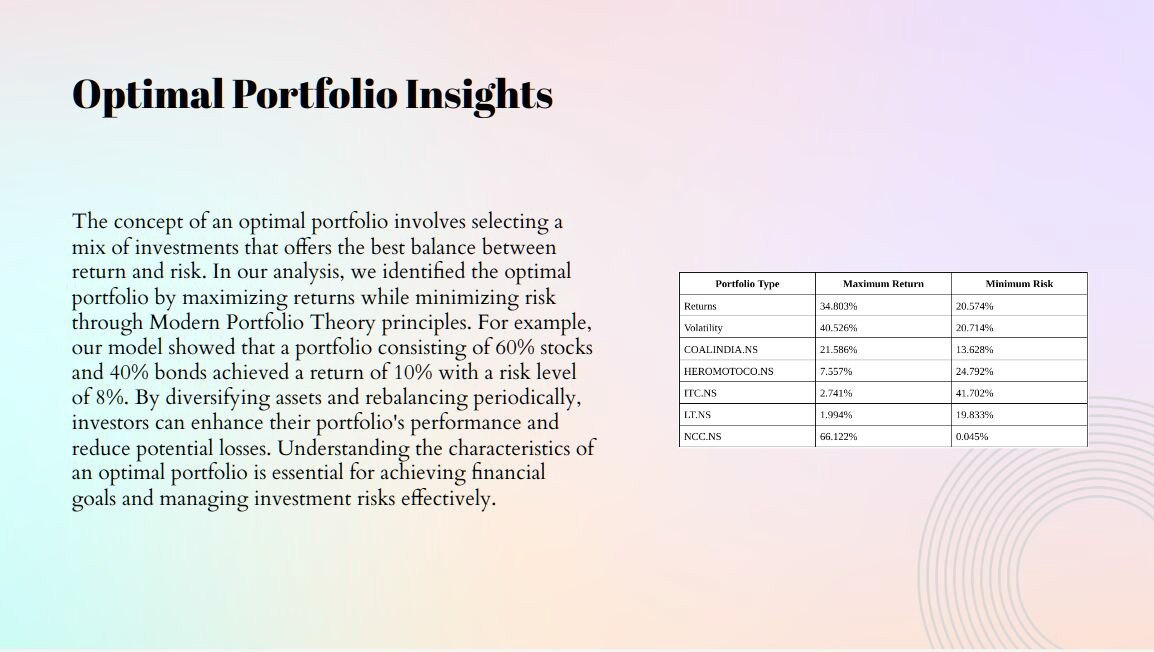 Optimal Portfolio Insights
The concept of an optimal portfolio involves selecting a
mix of investments that offers the best balance between
return and risk. In our analysis, we identified the optimal
portfolio by maximizing returns while minimizing risk
through Modern Portfolio Theory principles. For example,
our model showed that a portfolio consisting of 60% stocks
and 40% bonds achieved a return of 10% with a risk level
of 8%. By diversifying assets and rebalancing periodically,
investors can enhance their portfolio's performance and
reduce potential losses. Understanding the characteristics of
an optimal portfolio is essential for achieving financial
goals and managing investment risks effectively.
Portfolio Type Maximum Return Minimum Risk
Returns 34.803% 20.574%
Volatility 40.526% 20.714%
COALINDIA.NS 21.586% 13.628%
HEROMOTOCO.NS 7.557% 24.792%
ITC.NS 2.741% 41.702%
LT.NS 1.994% 19.833%
NCC.NS 66.122% 0.045%